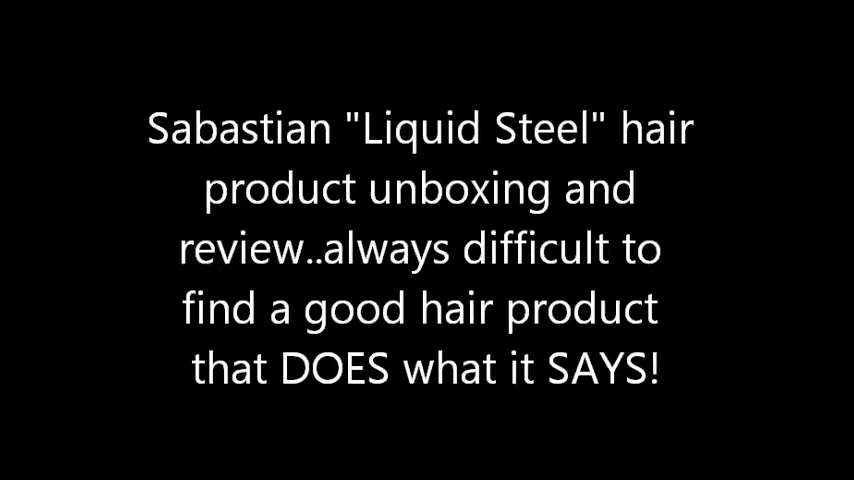 Sabastian "Liquid Steel" hair
product unboxing and
review..always difficult to
find a good hair product
that DOES what it SAYS!